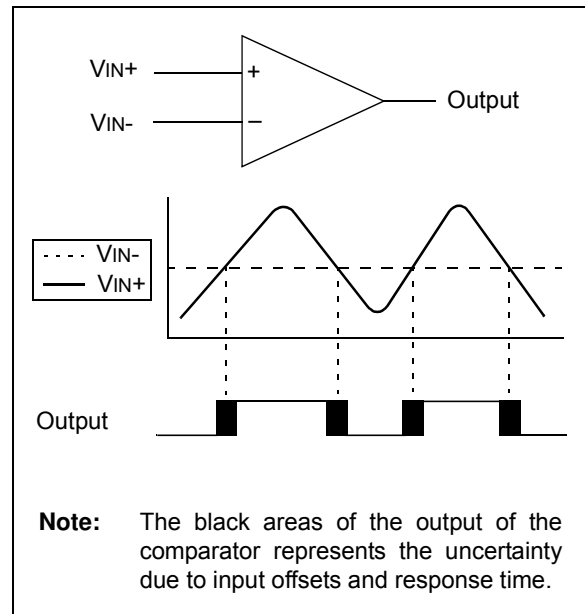 VIN+
+
Output
VIN-
–
VIN-
VIN+
Output
Note: The black areas of the output of the
comparator represents the uncertainty
due to input offsets and response time.